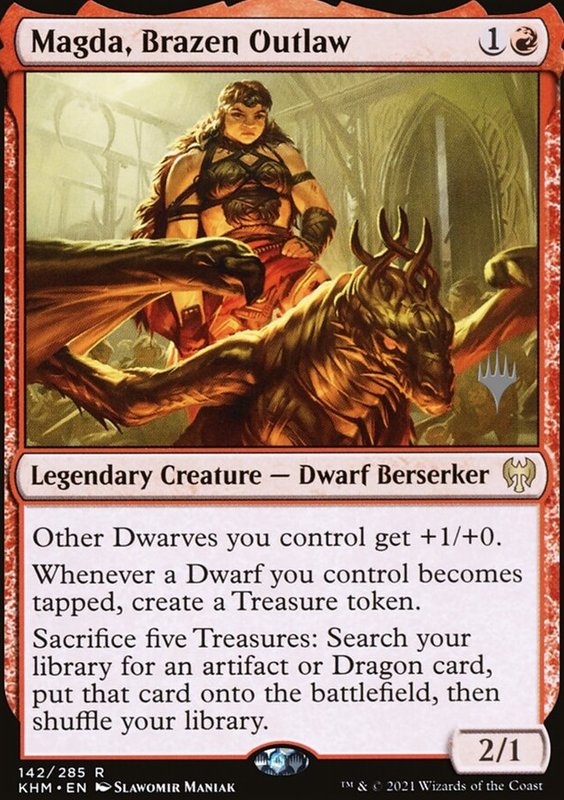 Magda, Brazen Outlaw 1
Legendary Creature — Dwarf Berserker
Other Dwarves you control get +1/+0.
Whenever a Dwarf you control becomes
tapped, create a Treasure token.
Sacrifice five Treasures: Search your
library for an artifact or Dragon card,
put that card onto the battlefield, then
shuffle your library.
2/1
142/285 R
KHM • EN Slawomir Maniak ™ & © 2021 Wizards of the Coast